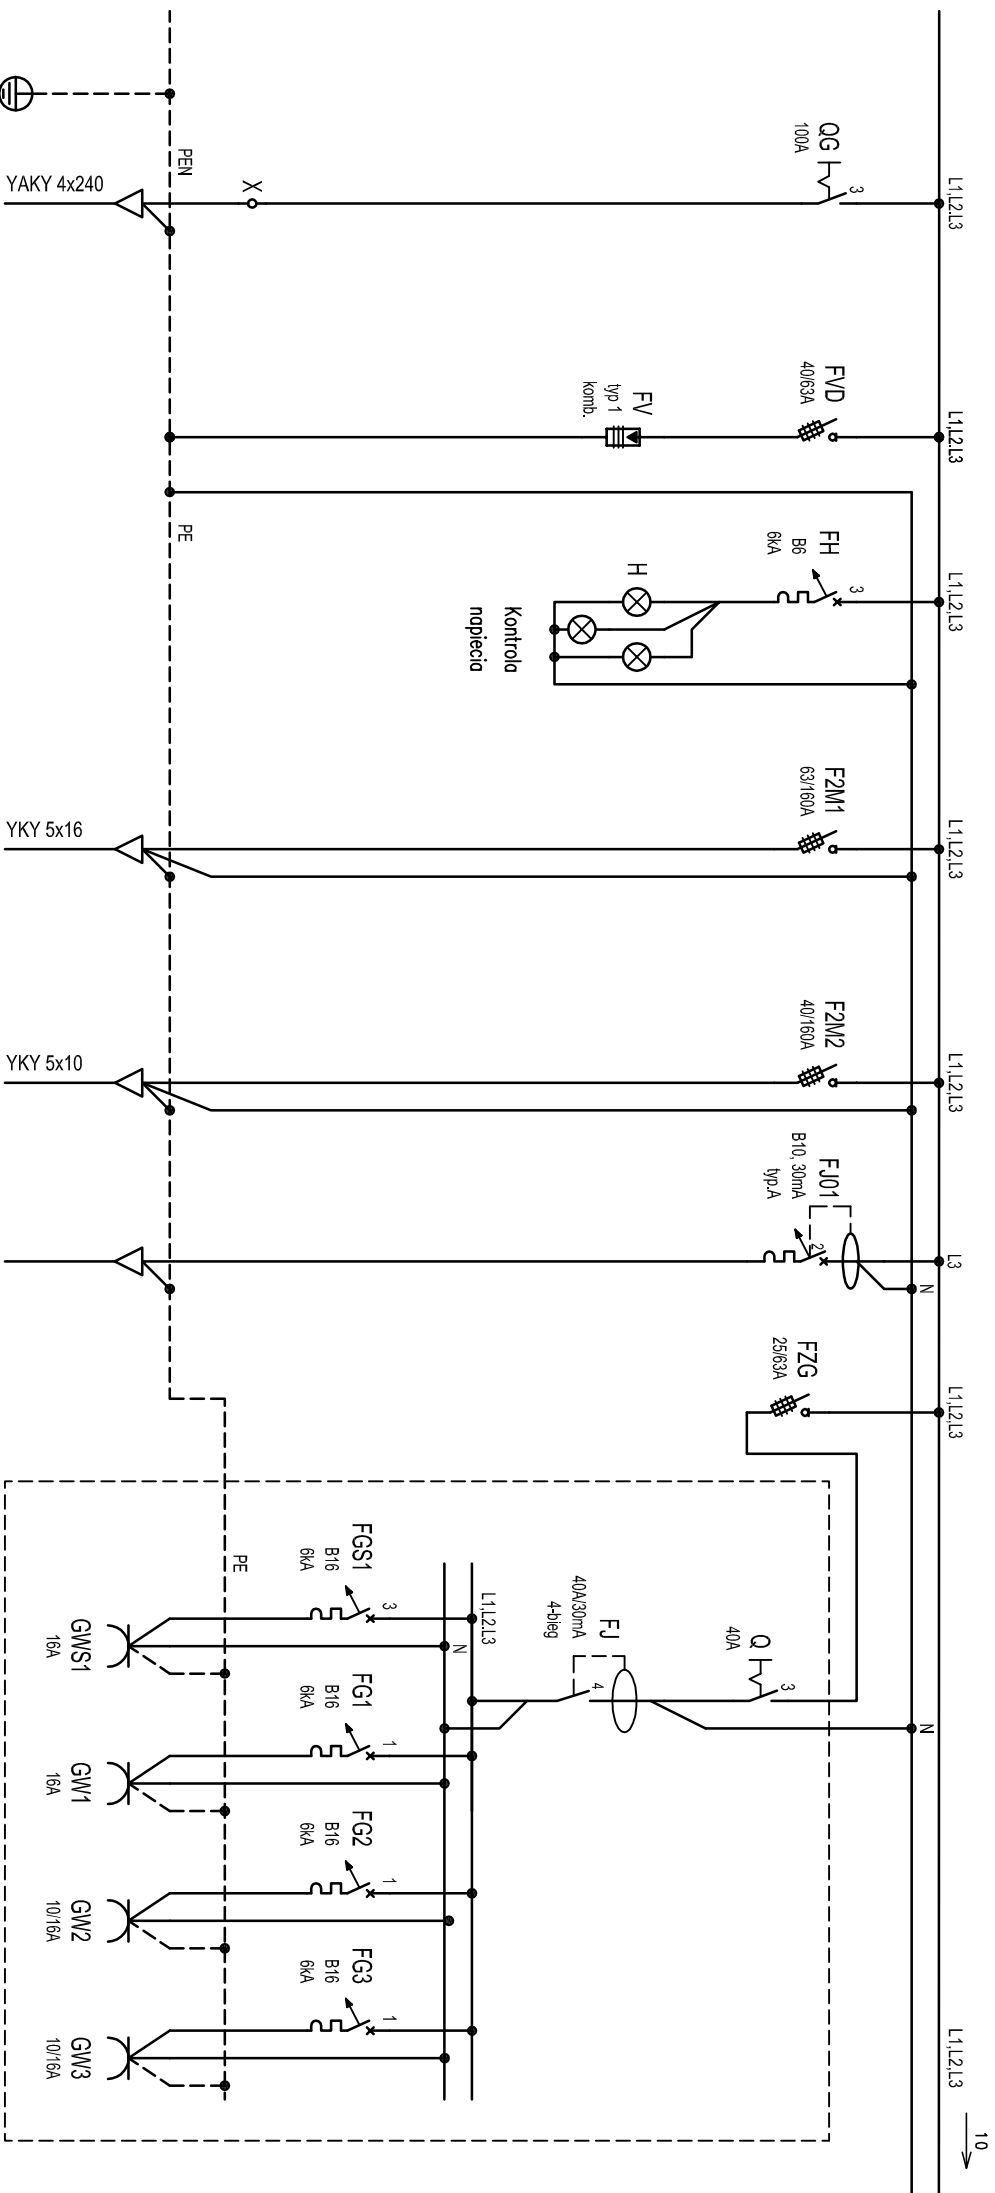 L1,L2.L3
QG
100A
3
X
PEN
YAKY 4x240
L1,L2.L3
FVD
40/63A
FV
typ 1
komb.
PE
L1,L2,L3
FH
B6
6kA
3
H
Kontrola
napiecia
L1,L2,L3
F2M1
63/160A
YKY 5x16
L1,L2,L3
F2M2
40/160A
YKY 5x10
L3
N
FJ01
B10, 30mA
typ.A
2
L1,L2,L3
FZG
25/63A
N
Q
40A
3
FJ
40A/30mA
4-bieg
4
L1,L2.L3
N
PE
FGS1
B16
6kA
3
GWS1
16A
FG1
B16
6kA
1
GW1
16A
FG2
B16
6kA
1
GW2
10/16A
FG3
B16
6kA
1
GW3
10/16A
L1,L2,L3
10